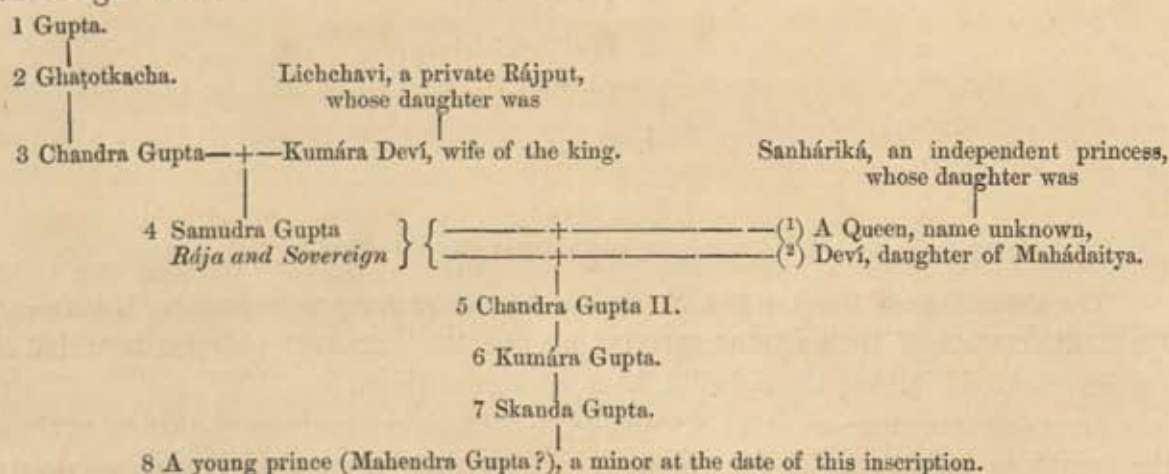 1 Gupta.
2 Ghaṭotkacha.
Lichchavi, a private Rájput,
whose daughter was
3 Chandra Gupta—+—Kumára Deví, wife of the king.
Sanháriká, an independent princess,
whose daughter was
4 Samudra Gupta
Rája and Sovereign
(1) A Queen, name unknown,
(2) Deví, daughter of Mahádaitya.
5 Chandra Gupta II.
6 Kumára Gupta.
7 Skanda Gupta.
8 A young prince (Mahendra Gupta?), a minor at the date of this inscription.